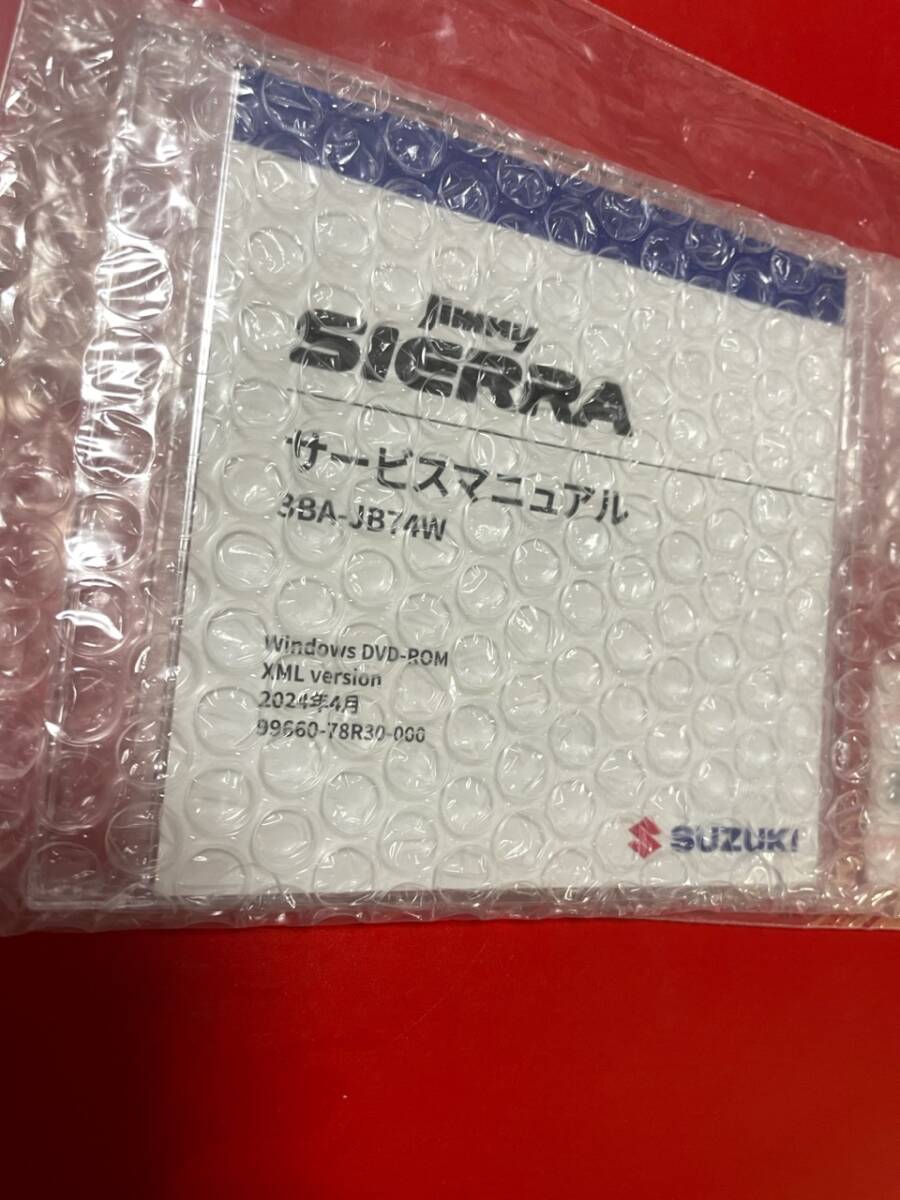 Jimny
SIERRA
サービスマニュアル
3BA-JB74W
Windows DVD-ROM
XML version
2024年4月
99660-78R30-000
SUZUKI